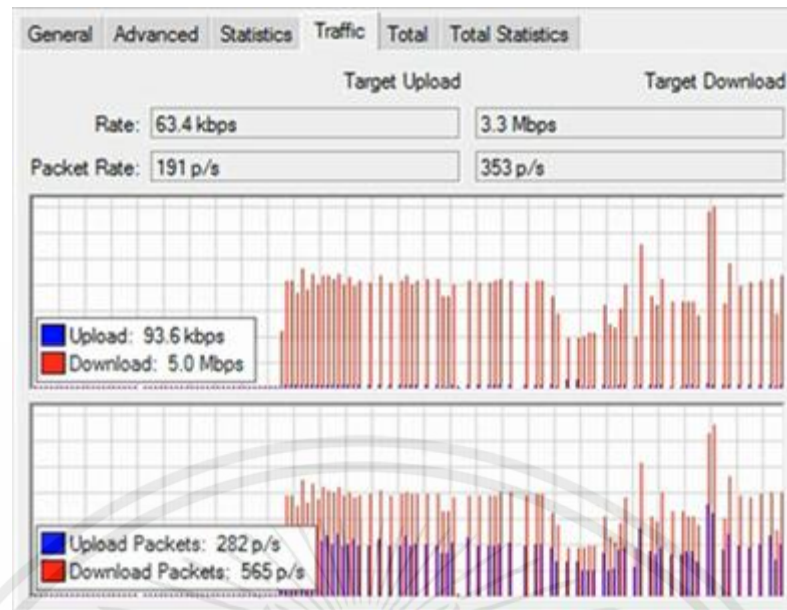 General Advanced Statistics Traffic Total Total Statistics
Target Upload Target Download
Rate: 63.4 kbps 3.3 Mbps
Packet Rate: 191 p/s 353 p/s
Upload: 93.6 kbps
Download: 5.0 Mbps
Upload Packets: 282 p/s
Download Packets: 565 p/s